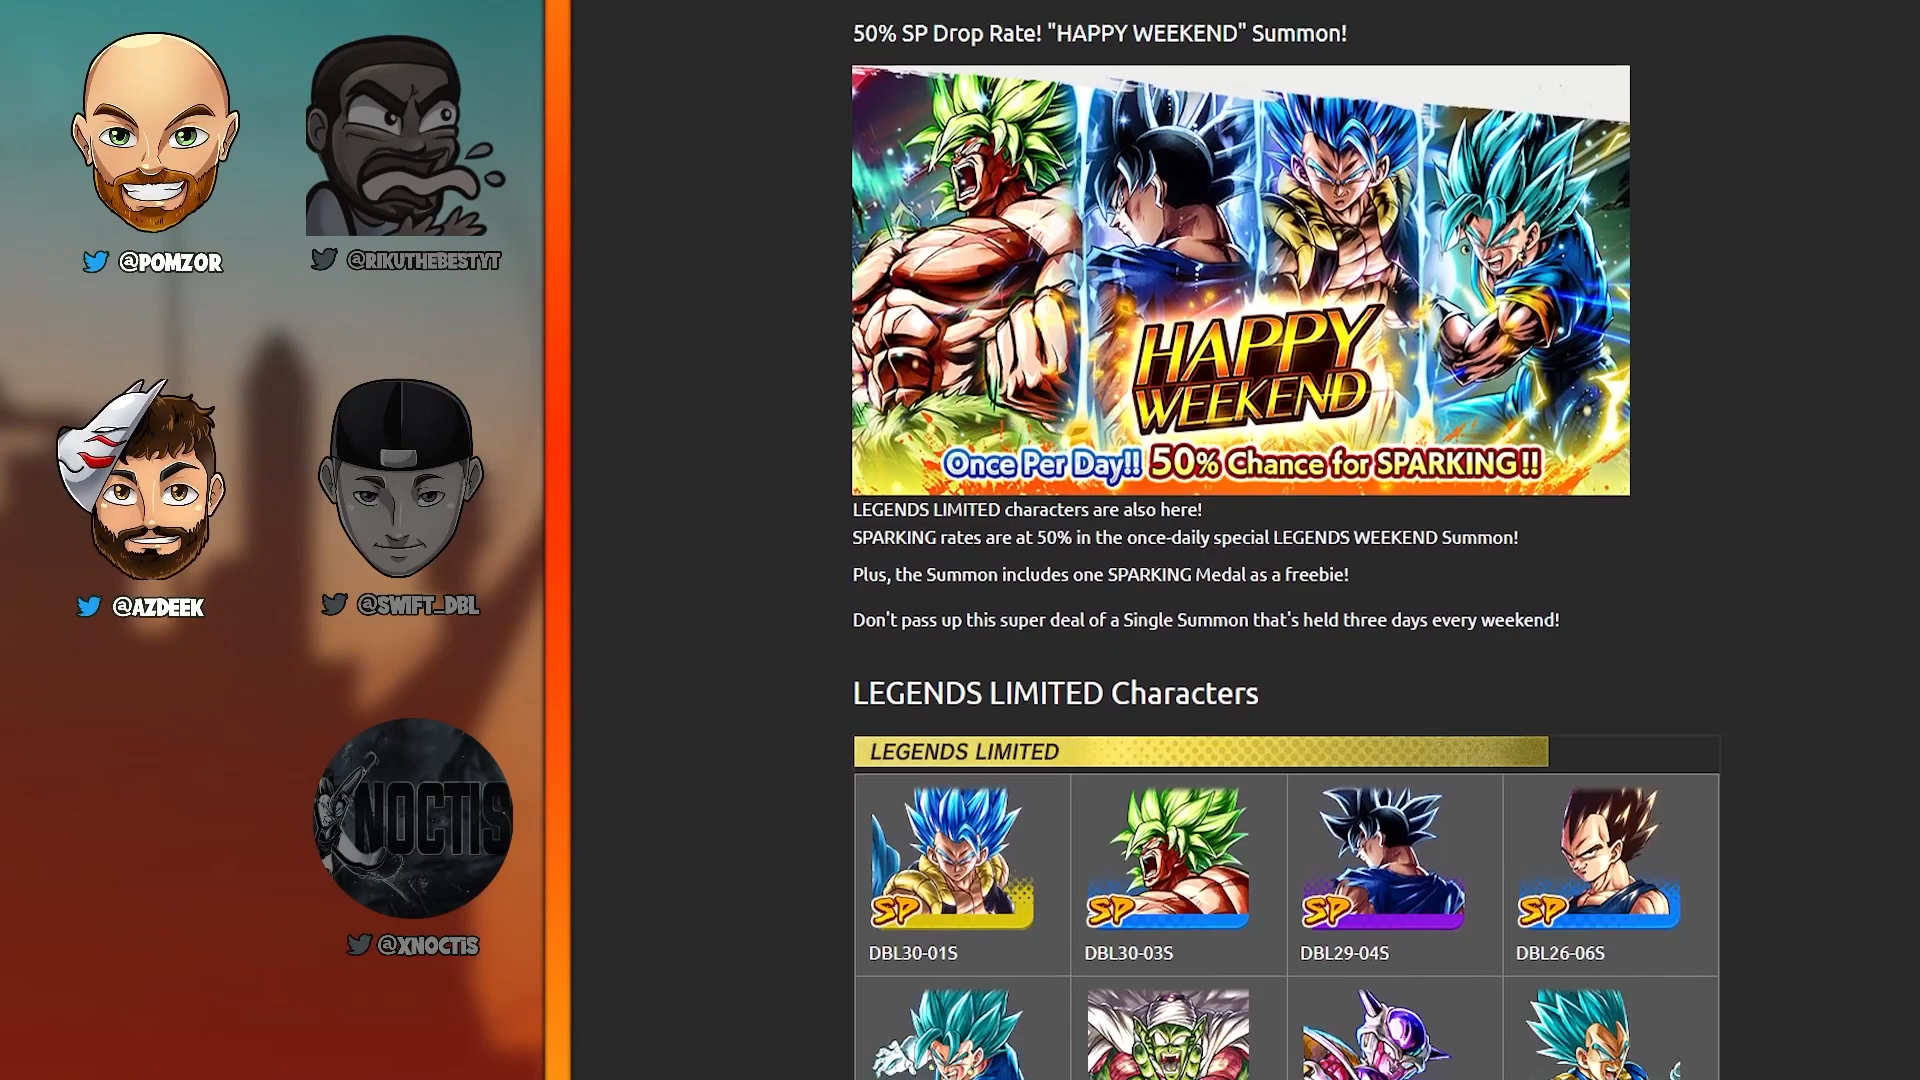 @POMZOR
@RIKUTHEBESTYT
@AZDEEK
@SWIFT_DBL
NOCTIS
@XNOCTIS
50% SP Drop Rate! "HAPPY WEEKEND" Summon!
HAPPY
WEEKEND
Once Per Day!! 50% Chance for SPARKING!!
LEGENDS LIMITED characters are also here!
SPARKING rates are at 50% in the once-daily special LEGENDS WEEKEND Summon!
Plus, the Summon includes one SPARKING Medal as a freebie!
Don't pass up this super deal of a Single Summon that's held three days every weekend!
LEGENDS LIMITED Characters
LEGENDS LIMITED
SP SP SP SP
DBL30-01S DBL30-03S DBL29-04S DBL26-06S